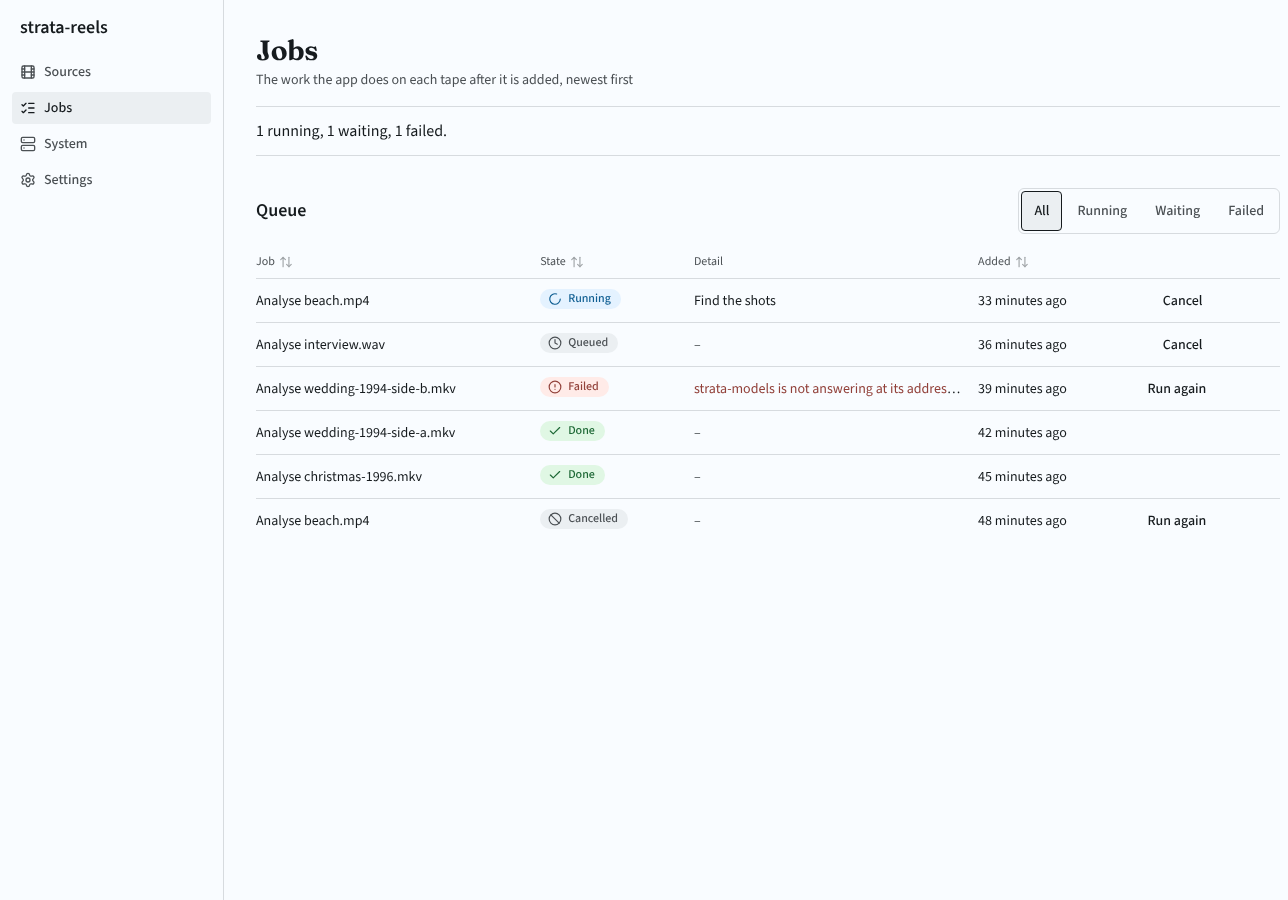 strata-reels
Sources
Jobs
System
Settings
Jobs
The work the app does on each tape after it is added, newest first
1 running, 1 waiting, 1 failed.
Queue
All Running Waiting Failed
Job State Detail Added
Analyse beach.mp4 Running Find the shots 33 minutes ago Cancel
Analyse interview.wav Queued – 36 minutes ago Cancel
Analyse wedding-1994-side-b.mkv Failed strata-models is not answering at its addres… 39 minutes ago Run again
Analyse wedding-1994-side-a.mkv Done – 42 minutes ago
Analyse christmas-1996.mkv Done – 45 minutes ago
Analyse beach.mp4 Cancelled – 48 minutes ago Run again